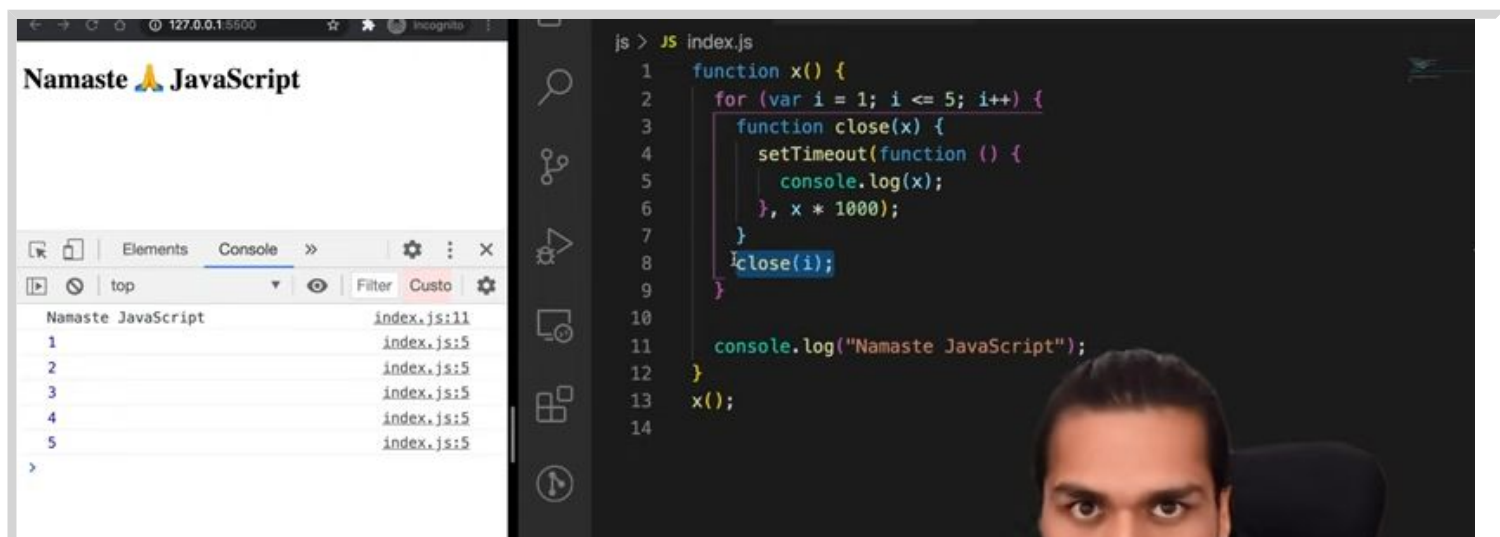 127.0.0.1:5500
Incognito
Namaste 🙏 JavaScript
Elements Console »
top Filter Custo
Namaste JavaScript index.js:11
1 index.js:5
2 index.js:5
3 index.js:5
4 index.js:5
5 index.js:5
>
js > JS index.js
1 function x() {
2 for (var i = 1; i <= 5; i++) {
3 function close(x) {
4 setTimeout(function () {
5 console.log(x);
6 }, x * 1000);
7 }
8 close(i);
9 }
10
11 console.log("Namaste JavaScript");
12 }
13 x();
14